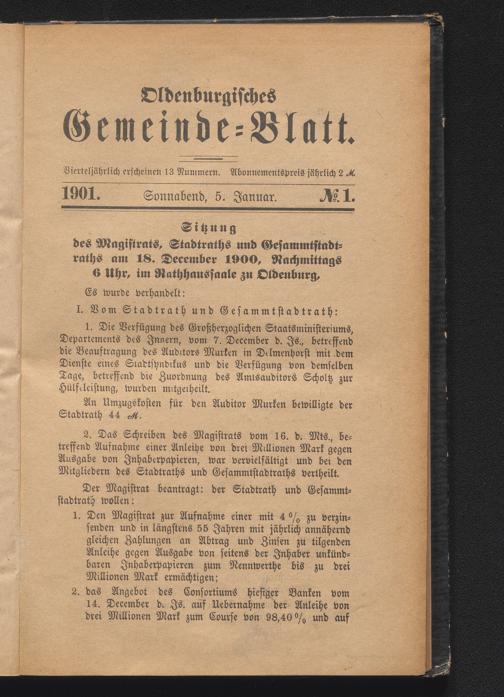 Oldenburgisches
Gemeinde=Blatt.
Vierteljährlich erscheinen 13 Nummern. Abonnementspreis jährlich 2 ℳ.
1901. Sonnabend, 5. Januar. №. 1.
Sitzung
des Magistrats, Stadtraths und Gesammtstadt-
raths am 18. December 1900, Nachmittags
6 Uhr, im Rathhaussaale zu Oldenburg.
Es wurde verhandelt:
I. Vom Stadtrath und Gesammtstadtrath:
1. Die Verfügung des Großherzoglichen Staatsministeriums,
Departements des Innern, vom 7. December d. Js., betreffend
die Beauftragung des Auditors Murken in Delmenhorst mit dem
Dienste eines Stadtsyndikus und die Verfügung von demselben
Tage, betreffend die Zuordnung des Amtsauditors Scholtz zur
Hülfsleistung, wurden mitgetheilt.
An Umzugskosten für den Auditor Murken bewilligte der
Stadtrath 44 ℳ.
2. Das Schreiben des Magistrats vom 16. d. Mts., be-
treffend Aufnahme einer Anleihe von drei Millionen Mark gegen
Ausgabe von Inhaberpapieren, war vervielfältigt und bei den
Mitgliedern des Stadtraths und Gesammtstadtraths vertheilt.
Der Magistrat beantragt: der Stadtrath und Gesammt-
stadtrath wollen:
1. Den Magistrat zur Aufnahme einer mit 4% zu verzin-
senden und in längstens 55 Jahren mit jährlich annähernd
gleichen Zahlungen an Abtrag und Zinsen zu tilgenden
Anleihe gegen Ausgabe von seitens der Inhaber unkünd-
baren Inhaberpapieren zum Nennwerthe bis zu drei
Millionen Mark ermächtigen;
2. das Angebot des Consortiums hiesiger Banken vom
14. December d. Js. auf Uebernahme der Anleihe von
drei Millionen Mark zum Course von 98,40% und auf